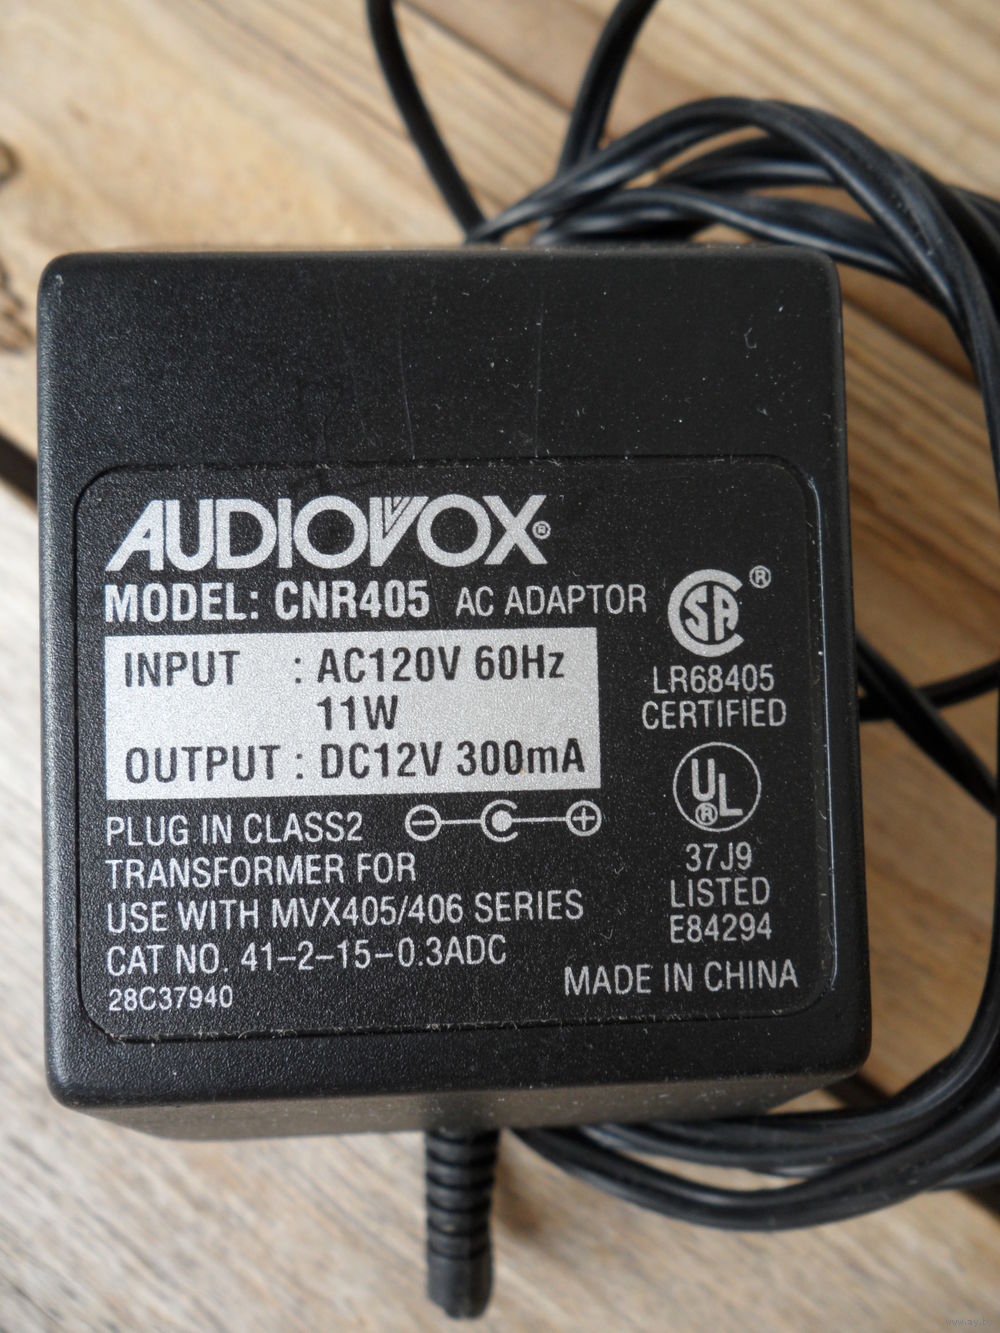 AUDIOVOX®
MODEL: CNR405 AC ADAPTOR
INPUT : AC120V 60Hz
11W
OUTPUT : DC12V 300mA
PLUG IN CLASS2
TRANSFORMER FOR
USE WITH MVX405/406 SERIES
CAT NO. 41-2-15-0.3ADC
28C37940
SA ®
LR68405
CERTIFIED
UL ®
37J9
LISTED
E84294
MADE IN CHINA